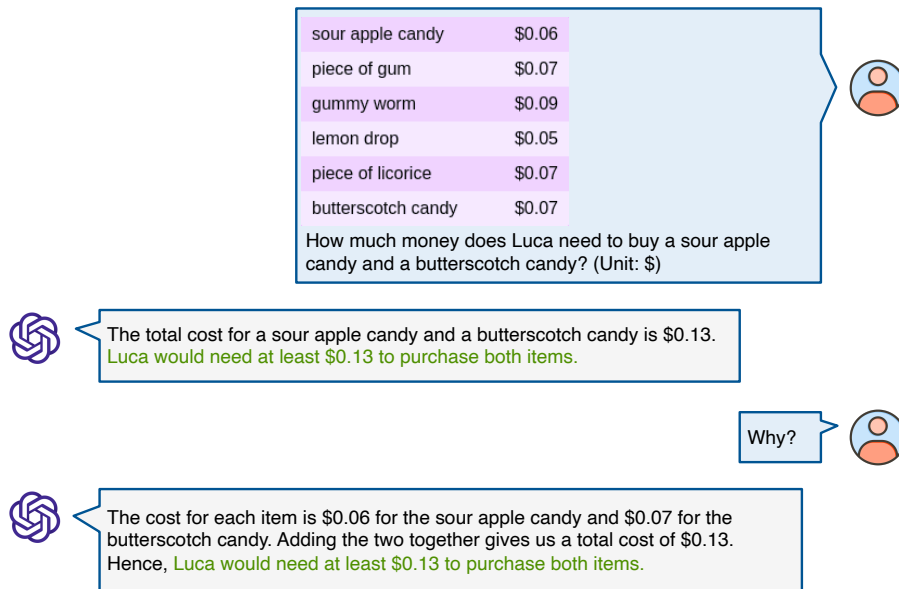 sour apple candy $0.06
piece of gum $0.07
gummy worm $0.09
lemon drop $0.05
piece of licorice $0.07
butterscotch candy $0.07
How much money does Luca need to buy a sour apple
candy and a butterscotch candy? (Unit: $)
The total cost for a sour apple candy and a butterscotch candy is $0.13.
Luca would need at least $0.13 to purchase both items.
Why?
The cost for each item is $0.06 for the sour apple candy and $0.07 for the
butterscotch candy. Adding the two together gives us a total cost of $0.13.
Hence, Luca would need at least $0.13 to purchase both items.